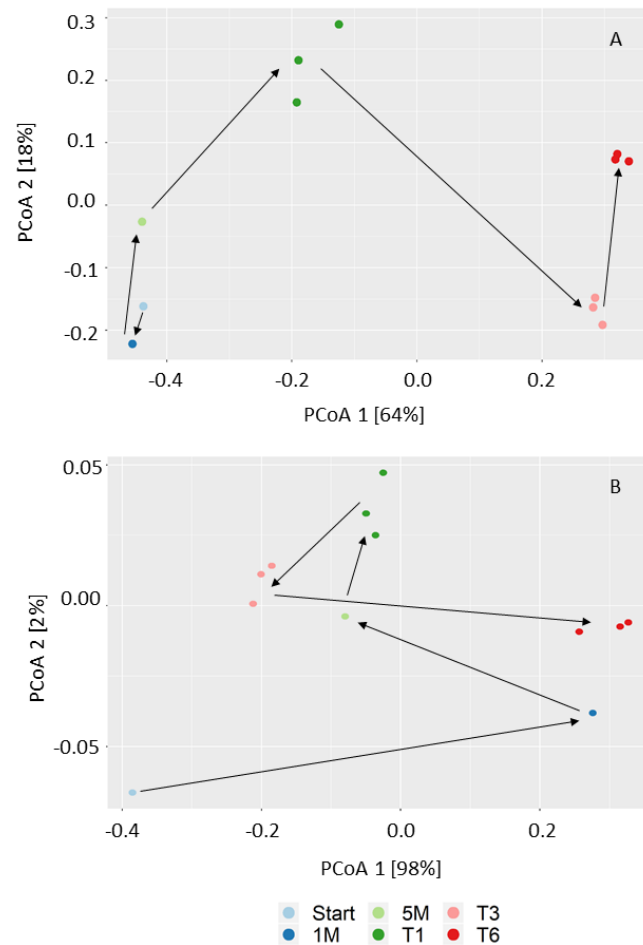 A
0.3
0.2
0.1
0.0
-0.1
-0.2
PCoA 2 [18%]
-0.4
-0.2
0.0
0.2
PCoA 1 [64%]
B
0.05
0.00
-0.05
PCoA 2 [2%]
-0.4
-0.2
0.0
0.2
PCoA 1 [98%]
Start 5M T3
1M T1 T6